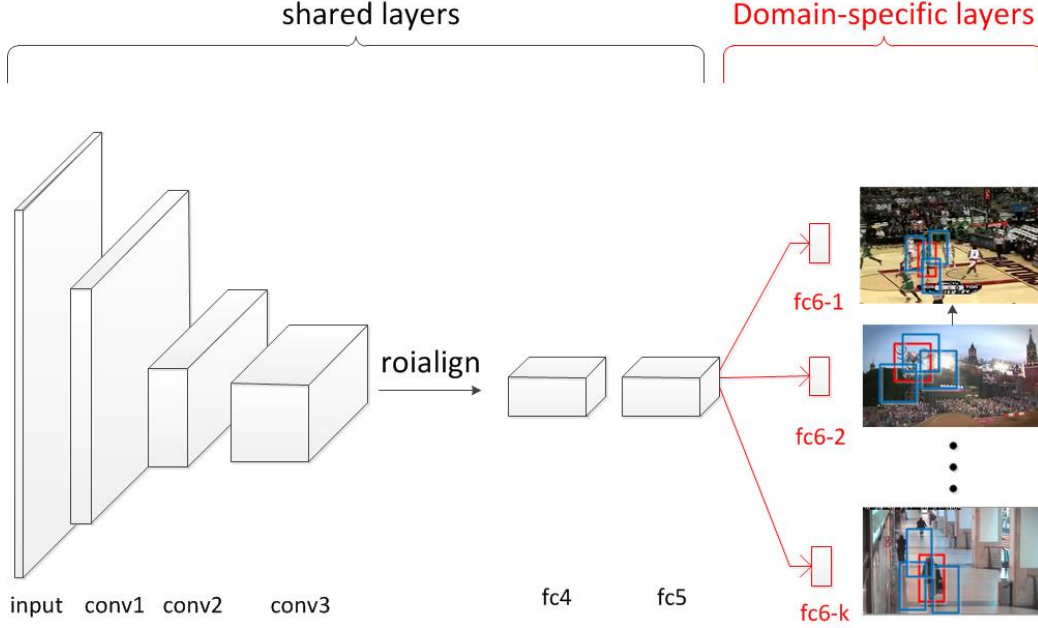 shared layers
Domain-specific layers
roialign
fc6-1
fc6-2
fc6-k
input
conv1
conv2
conv3
fc4
fc5